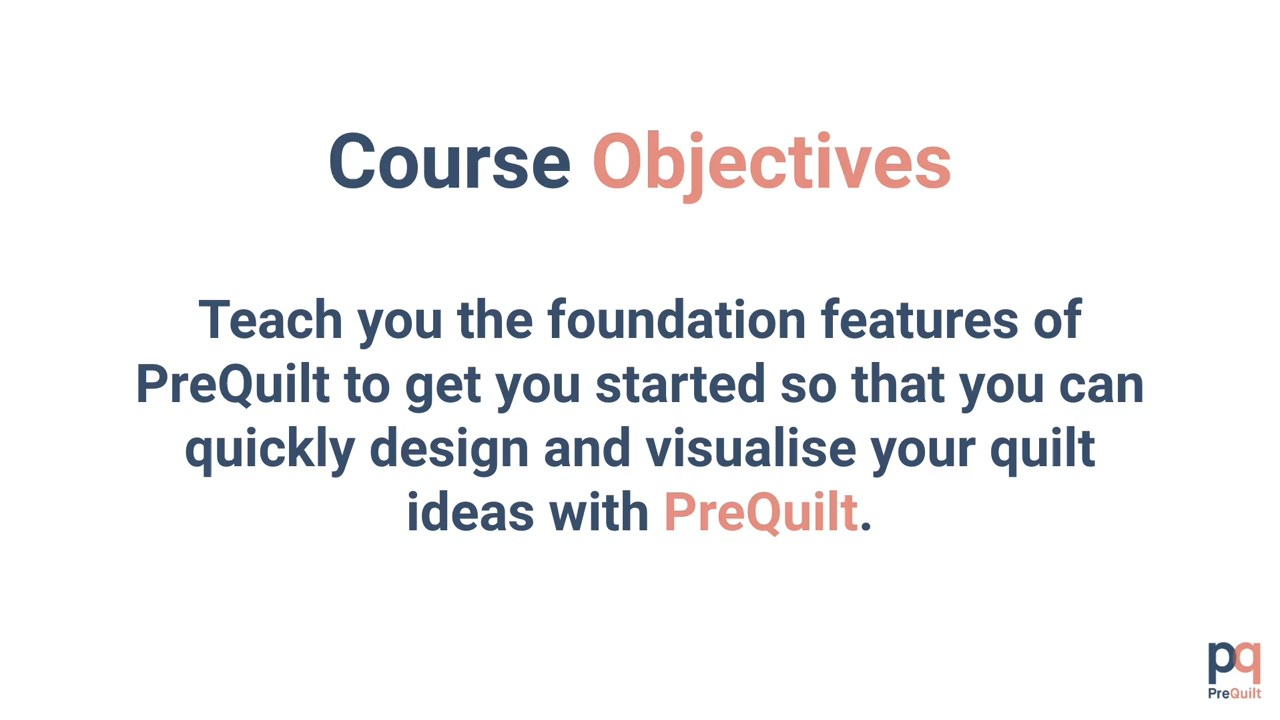 Course Objectives
Teach you the foundation features of
PreQuilt to get you started so that you can
quickly design and visualise your quilt
ideas with PreQuilt.
pq
PreQuilt